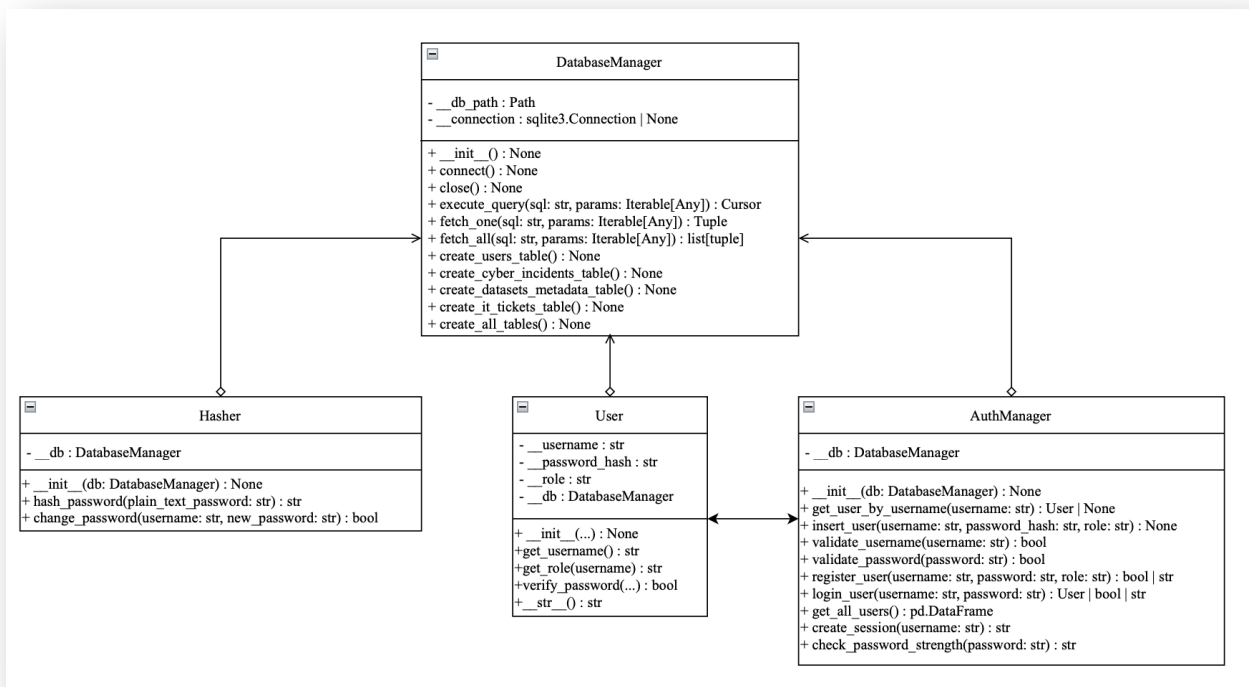 DatabaseManager
- __db_path : Path
- __connection : sqlite3.Connection | None
+ __init__() : None
+ connect() : None
+ close() : None
+ execute_query(sql: str, params: Iterable[Any]) : Cursor
+ fetch_one(sql: str, params: Iterable[Any]) : Tuple
+ fetch_all(sql: str, params: Iterable[Any]) : list[tuple]
+ create_users_table() : None
+ create_cyber_incidents_table() : None
+ create_datasets_metadata_table() : None
+ create_it_tickets_table() : None
+ create_all_tables() : None
Hasher
- __db : DatabaseManager
+ __init__(db: DatabaseManager) : None
+ hash_password(plain_text_password: str) : str
+ change_password(username: str, new_password: str) : bool
User
- __username : str
- __password_hash : str
- __role : str
- __db : DatabaseManager
+ __init__(...) : None
+get_username() : str
+get_role(username) : str
+verify_password(...) : bool
+__str__() : str
AuthManager
- __db : DatabaseManager
+ __init__(db: DatabaseManager) : None
+ get_user_by_username(username: str) : User | None
+ insert_user(username: str, password_hash: str, role: str) : None
+ validate_username(username: str) : bool
+ validate_password(password: str) : bool
+ register_user(username: str, password: str, role: str) : bool | str
+ login_user(username: str, password: str) : User | bool | str
+ get_all_users() : pd.DataFrame
+ create_session(username: str) : str
+ check_password_strength(password: str) : str